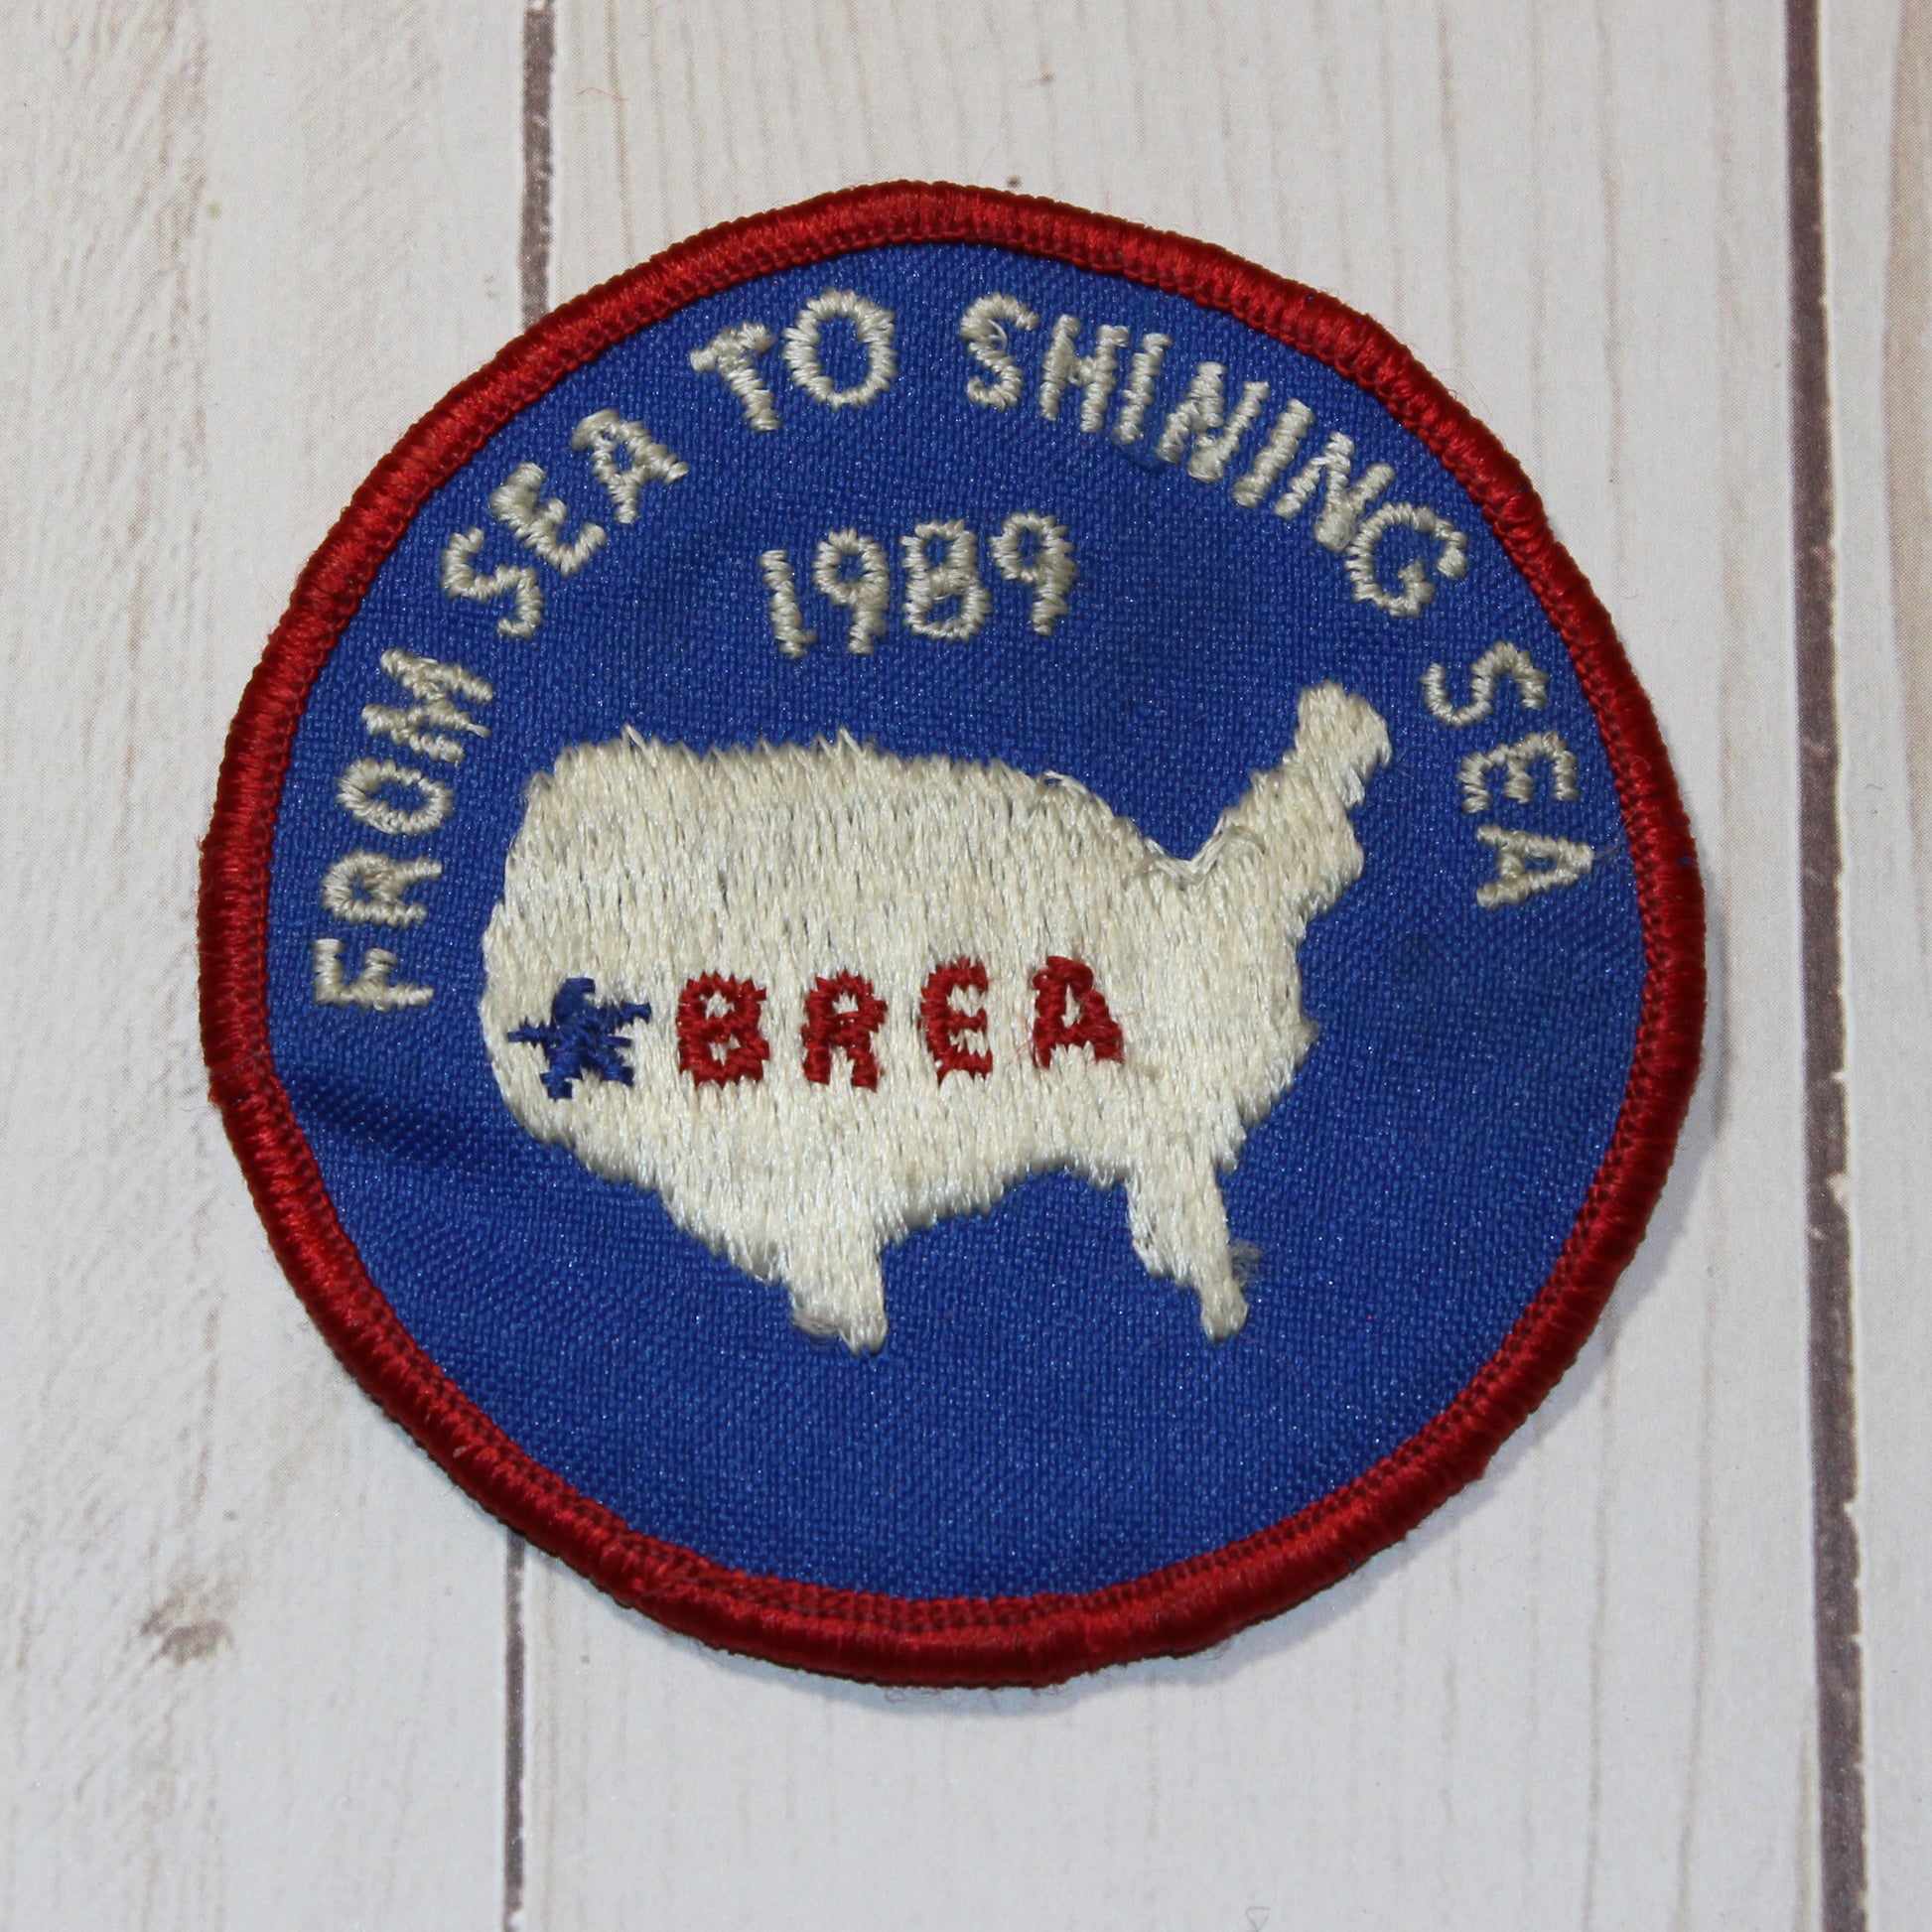 FROM SEA TO SHINING SEA
1989
BREA